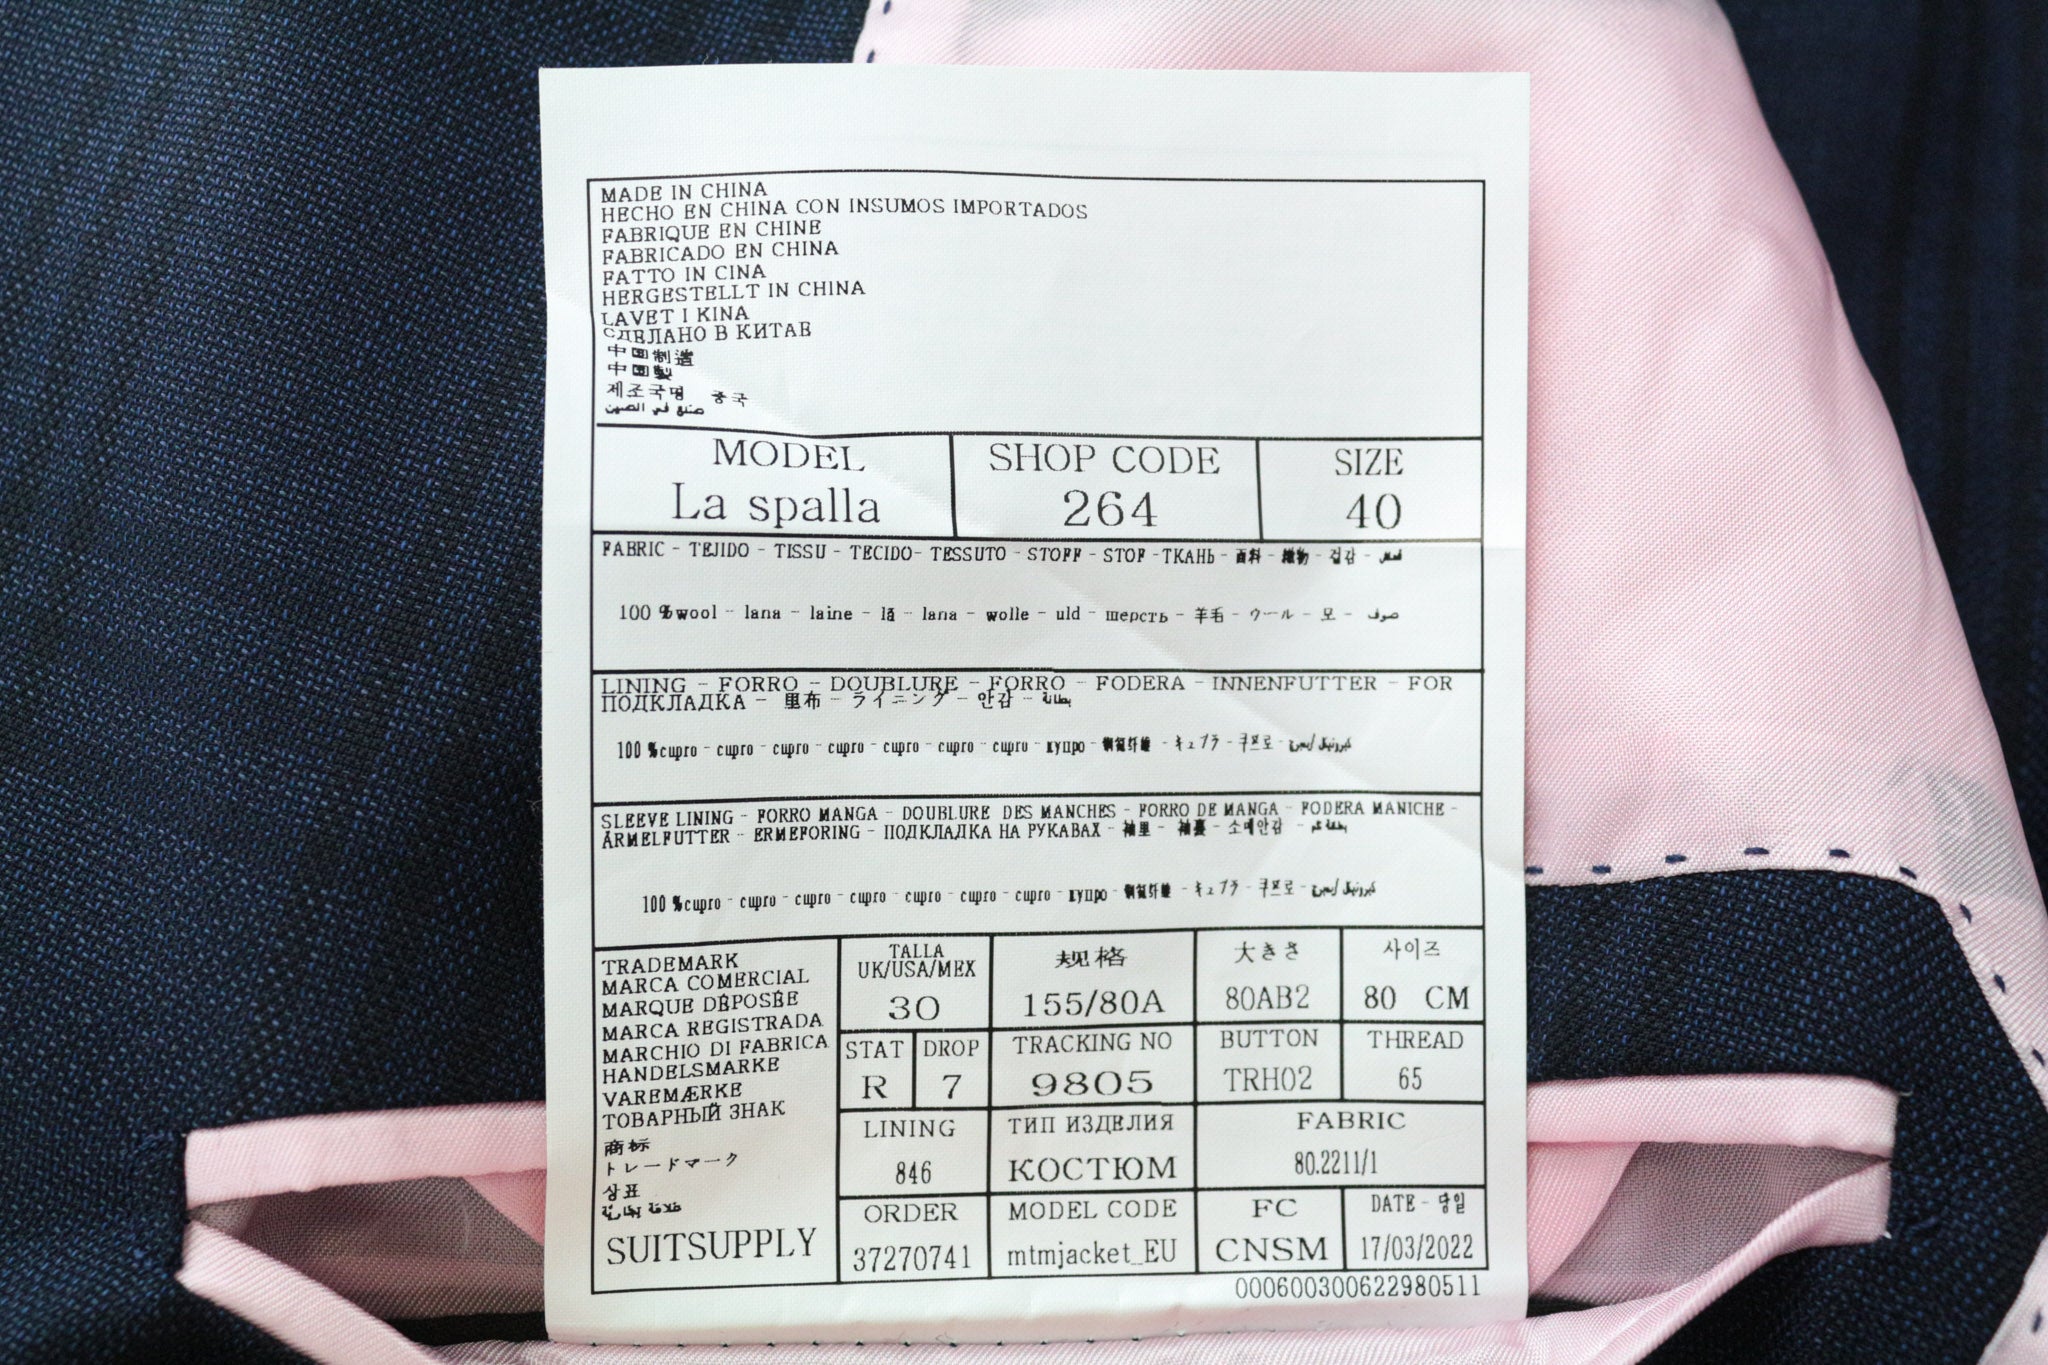 MADE IN CHINA
HECHO EN CHINA CON INSUMOS IMPORTADOS
FABRIQUE EN CHINE
FABRICADO EN CHINA
FATTO IN CINA
HERGESTELLT IN CHINA
LAVET I KINA
СДЕЛАНО В КИТАЕ
中国制造
中国製
제조국명 중국
صنع في الصين
MODEL
La spalla
SHOP CODE
264
SIZE
40
FABRIC - TEJIDO - TISSU - TECIDO- TESSUTO - STOFF - STOF -ТКАНЬ - 面料 - 織物 - 겉감 -
100 %wool - lana - laine - lã - lana - wolle - uld - шерсть - 羊毛 - ウール - 모 - صوف
LINING - FORRO - DOUBLURE - FORRO - FODERA - INNENFUTTER - FOR
ПОДКЛАДКА - 里布 - ライニング - 안감 - بطانة
100 %cupro - cupro - cupro - cupro - cupro - cupro - cupro - купро - 铜氨纤维 - キュプラ - 큐프로 -
SLEEVE LINING - FORRO MANGA - DOUBLURE DES MANCHES - FORRO DE MANGA - FODERA MANICHE -
ÄRMELFUTTER - ERMEFORING - ПОДКЛАДКА НА РУКАВАХ - 袖里 - 袖裏 - 소매안감 -
100 %cupro - cupro - cupro - cupro - cupro - cupro - cupro - купро - 铜氨纤维 - キュプラ - 큐프로 -
TRADEMARK
MARCA COMERCIAL
MARQUE DÉPOSÉE
MARCA REGISTRADA
MARCHIO DI FABRICA
HANDELSMARKE
VAREMÆRKE
ТОВАРНЫЙ ЗНАК
商标
トレードマーク
상표
SUITSUPPLY
TALLA
UK/USA/MEX
30
规格
155/80A
大きさ
80AB2
사이즈
80 CM
STAT
R
DROP
7
TRACKING NO
9805
BUTTON
TRH02
THREAD
65
LINING
846
ТИП ИЗДЕЛИЯ
КОСТЮМ
FABRIC
80.2211/1
ORDER
37270741
MODEL CODE
mtmjacket_EU
FC
CNSM
DATE - 당일
17/03/2022
000600300622980511